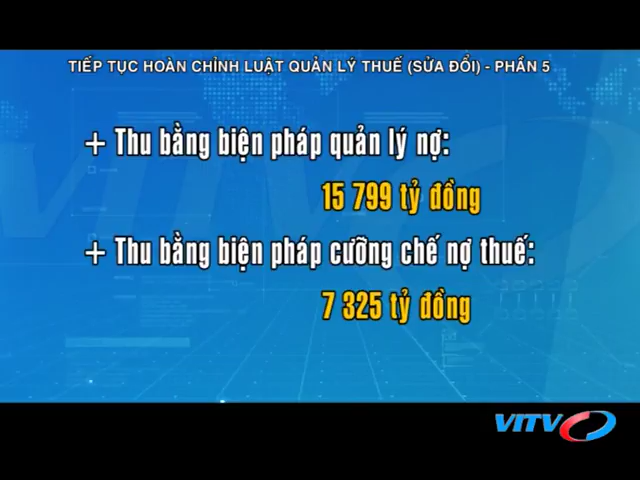 TIẾP TỤC HOÀN CHỈNH LUẬT QUẢN LÝ THUẾ (SỬA ĐỔI) - PHẦN 5
+ Thu bằng biện pháp quản lý nợ:
15 799 tỷ đồng
+ Thu bằng biện pháp cưỡng chế nợ thuế:
7 325 tỷ đồng
VITV